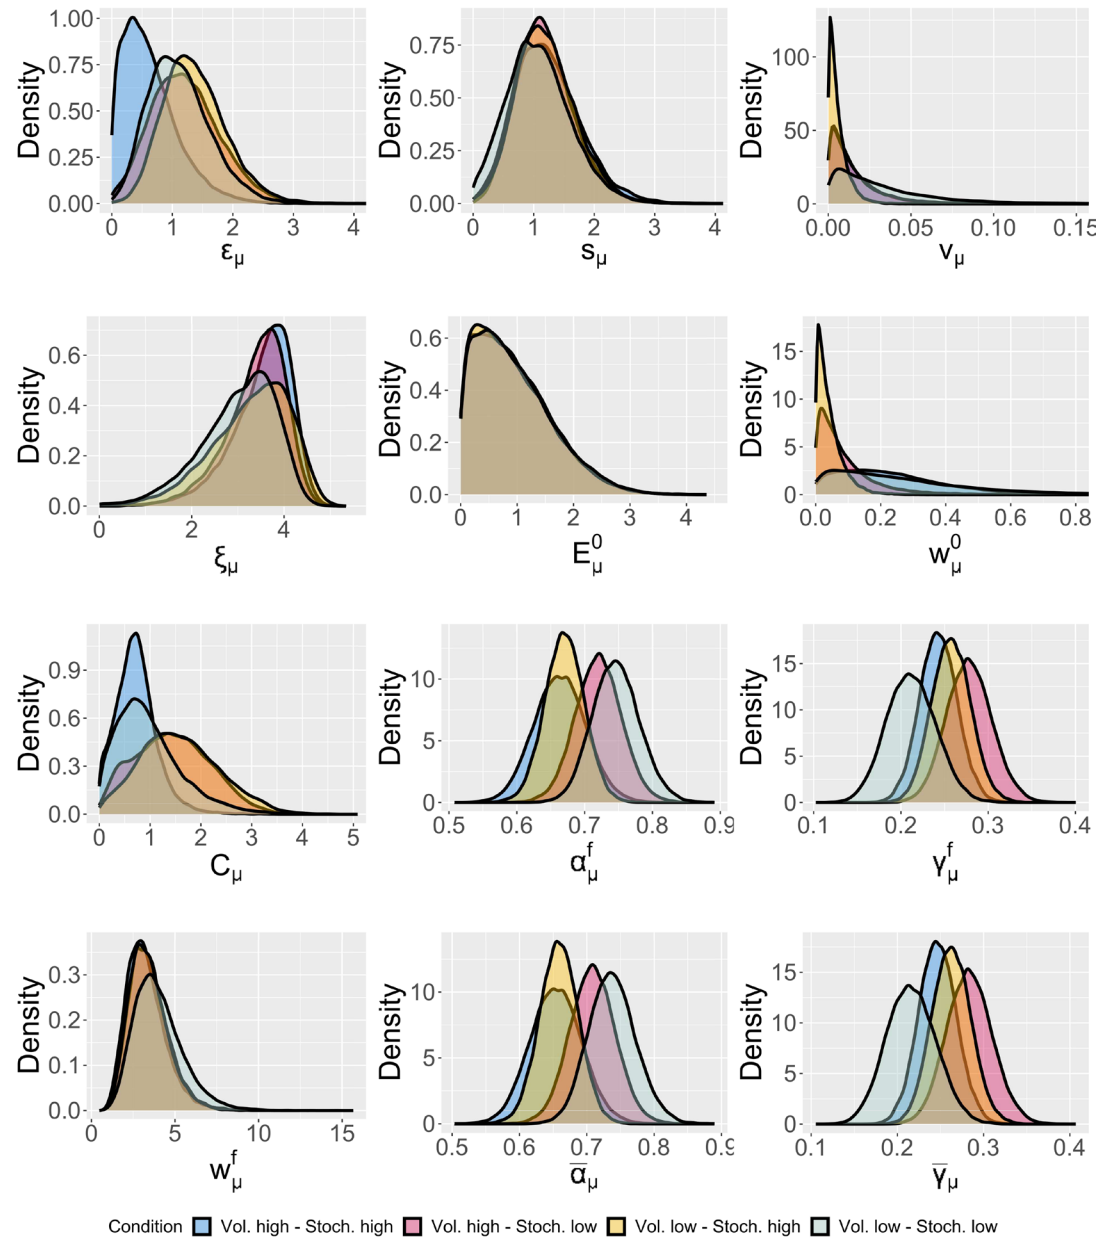 Density 1.00 0.75 0.50 0.25 0.00 0 1 2 3 4 εμ
Density 0.75 0.50 0.25 0.00 0 1 2 3 4 sμ
Density 100 50 0 0.00 0.05 0.10 0.15 vμ
Density 0.6 0.4 0.2 0.0 0 2 4 ξμ
Density 0.6 0.4 0.2 0.0 0 1 2 3 4 E⁰μ
Density 15 10 5 0 0.0 0.2 0.4 0.6 0.8 w⁰μ
Density 0.9 0.6 0.3 0.0 0 1 2 3 4 5 Cμ
Density 10 5 0 0.5 0.6 0.7 0.8 0.9 αᶠμ
Density 15 10 5 0 0.1 0.2 0.3 0.4 γᶠμ
Density 0.3 0.2 0.1 0.0 0 5 10 15 wᶠμ
Density 10 5 0 0.5 0.6 0.7 0.8 0.9 α̅μ
Density 15 10 5 0 0.1 0.2 0.3 0.4 γ̅μ
Condition Vol. high - Stoch. high Vol. high - Stoch. low Vol. low - Stoch. high Vol. low - Stoch. low